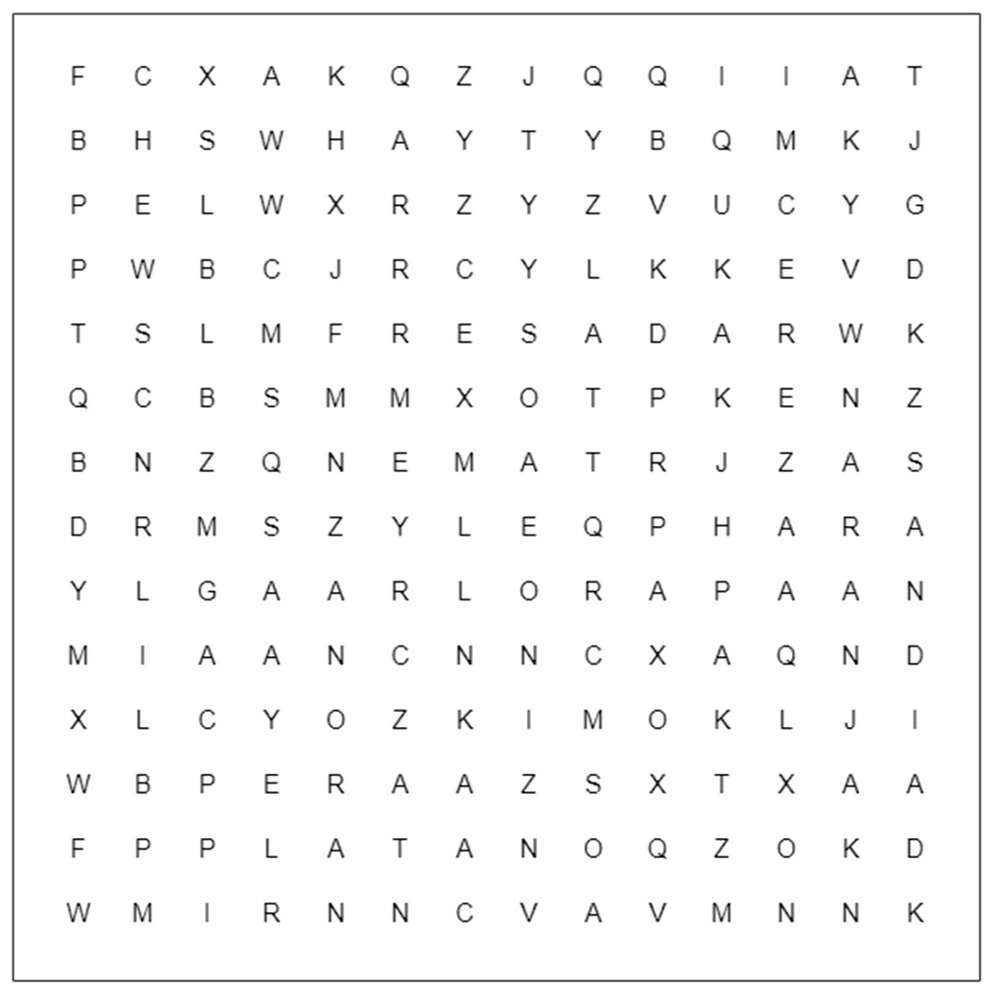 F C X A K Q Z J Q Q I I A T
B H S W H A Y T Y B Q M K J
P E L W X R Z Y Z V U C Y G
P W B C J R C Y L K K E V D
T S L M F R E S A D A R W K
Q C B S M M X O T P K E N Z
B N Z Q N E M A T R J Z A S
D R M S Z Y L E Q P H A R A
Y L G A A R L O R A P A A N
M I A A N C N N C X A Q N D
X L C Y O Z K I M O K L J I
W B P E R A A Z S X T X A A
F P P L A T A N O Q Z O K D
W M I R N N C V A V M N N K